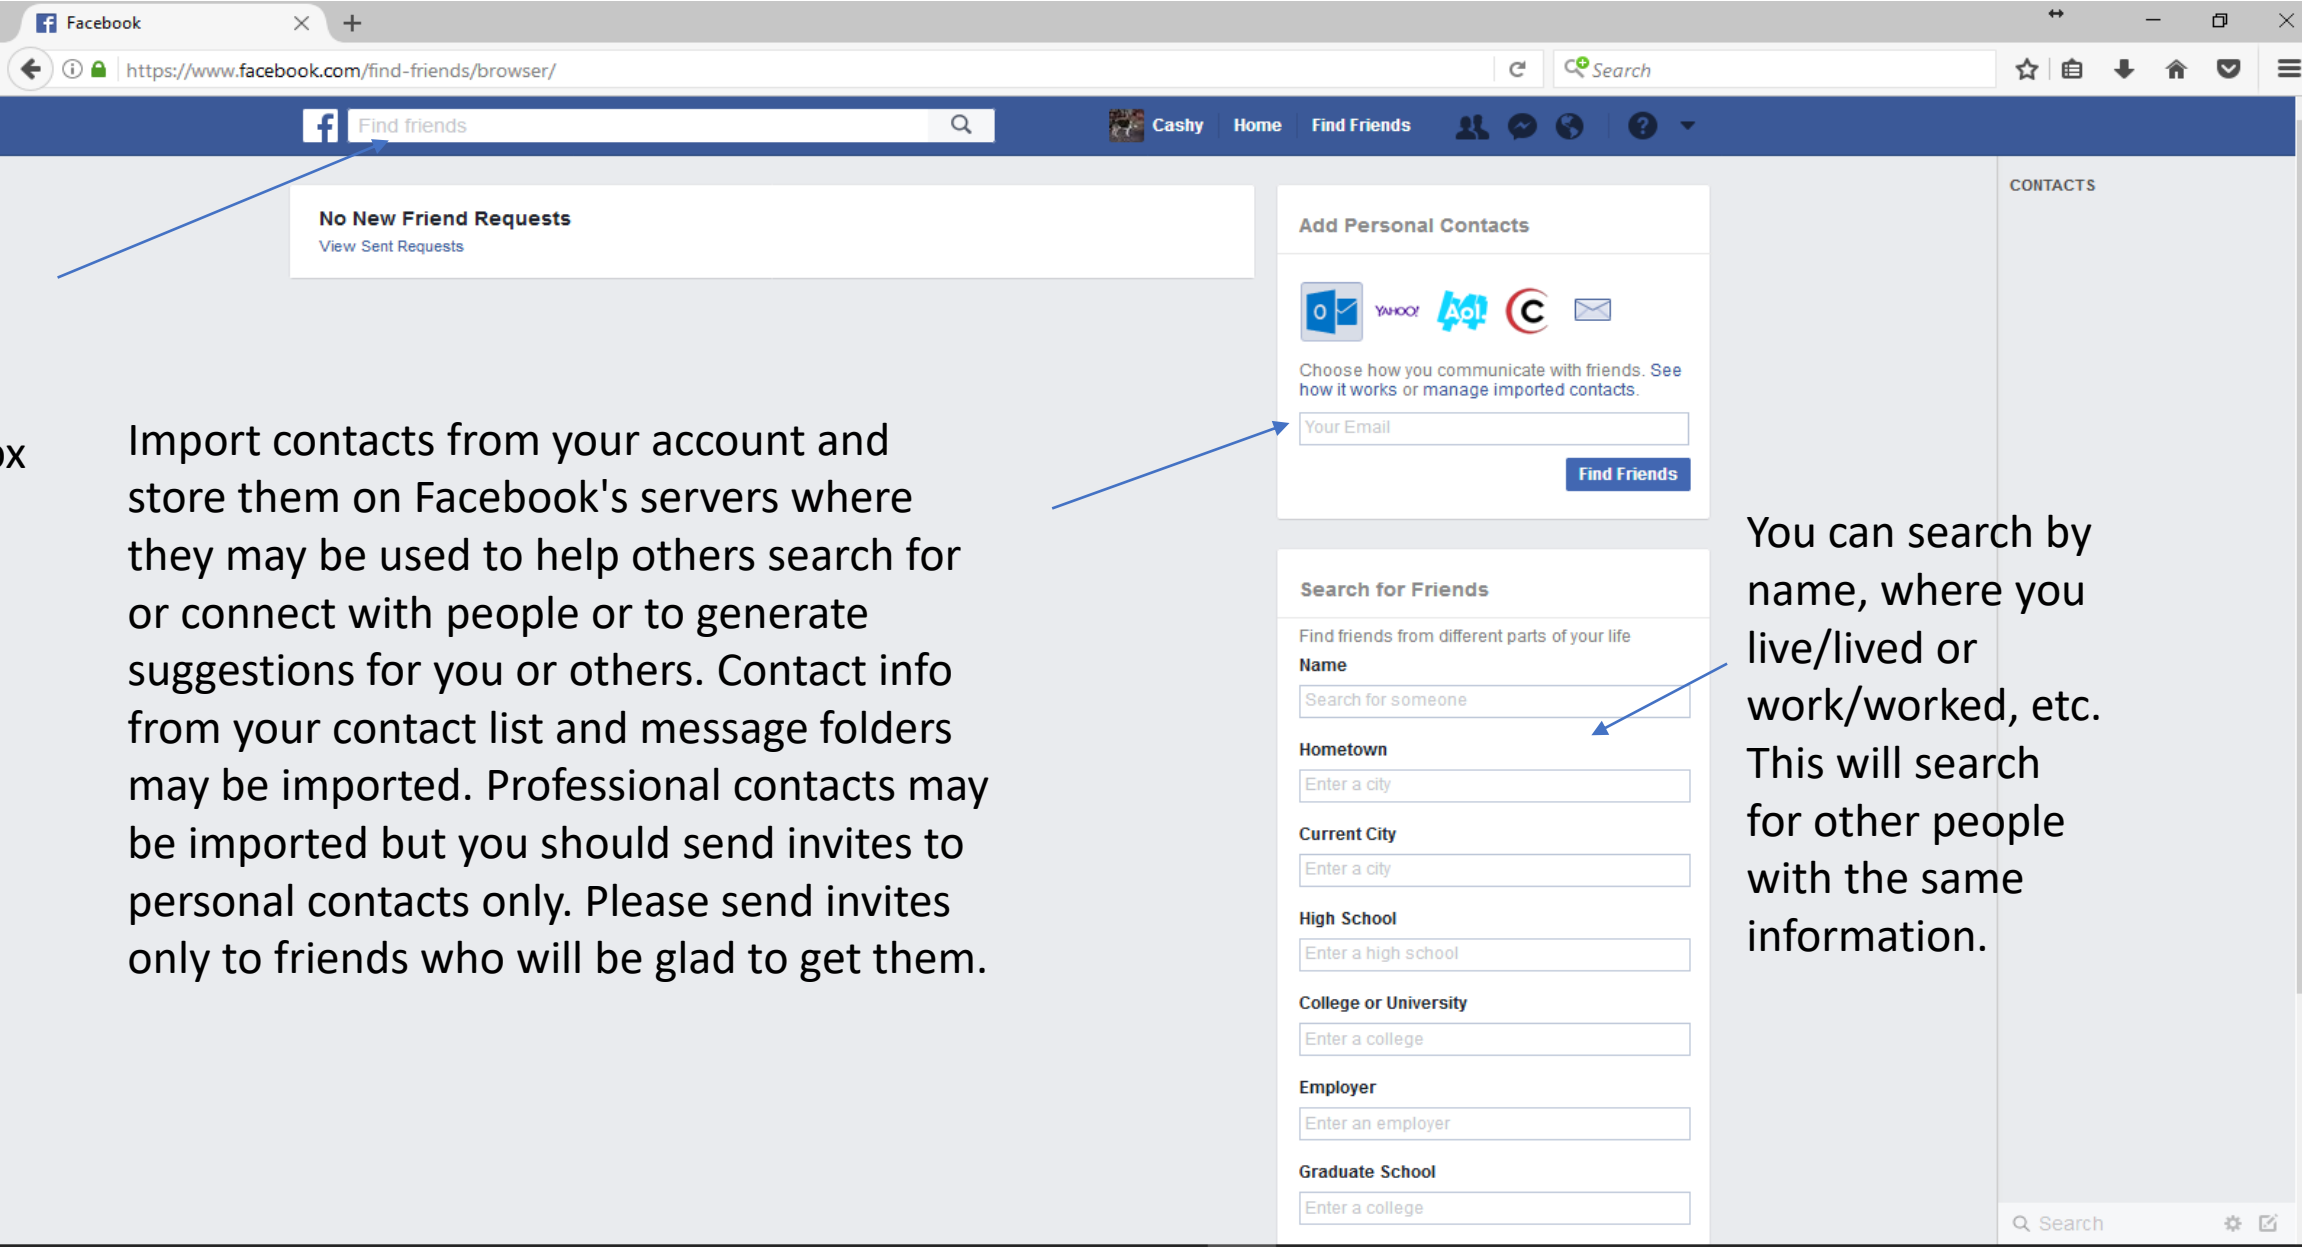 Facebook
https://www.facebook.com/find-friends/browser/
Search
Find friends
Cashy Home Find Friends
CONTACTS
No New Friend Requests
View Sent Requests
Add Personal Contacts
YAHOO! Aol. C
Choose how you communicate with friends. See
how it works or manage imported contacts.
Your Email
Find Friends
Import contacts from your account and
store them on Facebook's servers where
they may be used to help others search for
or connect with people or to generate
suggestions for you or others. Contact info
from your contact list and message folders
may be imported. Professional contacts may
be imported but you should send invites to
personal contacts only. Please send invites
only to friends who will be glad to get them.
Search for Friends
Find friends from different parts of your life
Name
Search for someone
Hometown
Enter a city
Current City
Enter a city
High School
Enter a high school
College or University
Enter a college
Employer
Enter an employer
Graduate School
Enter a college
You can search by
name, where you
live/lived or
work/worked, etc.
This will search
for other people
with the same
information.
Search